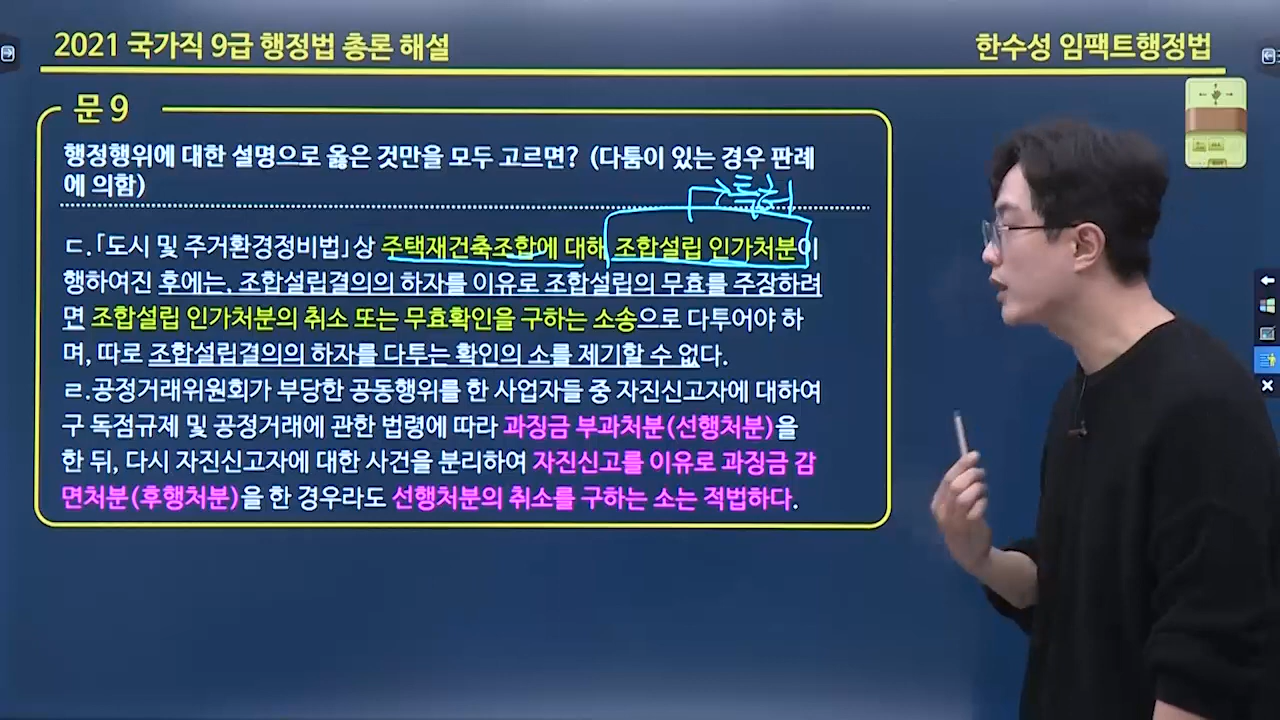 2021 국가직 9급 행정법 총론 해설
한수성 임팩트행정법
문 9
행정행위에 대한 설명으로 옳은 것만을 모두 고르면? (다툼이 있는 경우 판례
에 의함)
특허
ㄷ.「도시 및 주거환경정비법」상 주택재건축조합에 대해 조합설립 인가처분이
행하여진 후에는, 조합설립결의의 하자를 이유로 조합설립의 무효를 주장하려
면 조합설립 인가처분의 취소 또는 무효확인을 구하는 소송으로 다투어야 하
며, 따로 조합설립결의의 하자를 다투는 확인의 소를 제기할 수 없다.
ㄹ.공정거래위원회가 부당한 공동행위를 한 사업자들 중 자진신고자에 대하여
구 독점규제 및 공정거래에 관한 법령에 따라 과징금 부과처분(선행처분)을
한 뒤, 다시 자진신고자에 대한 사건을 분리하여 자진신고를 이유로 과징금 감
면처분(후행처분)을 한 경우라도 선행처분의 취소를 구하는 소는 적법하다.